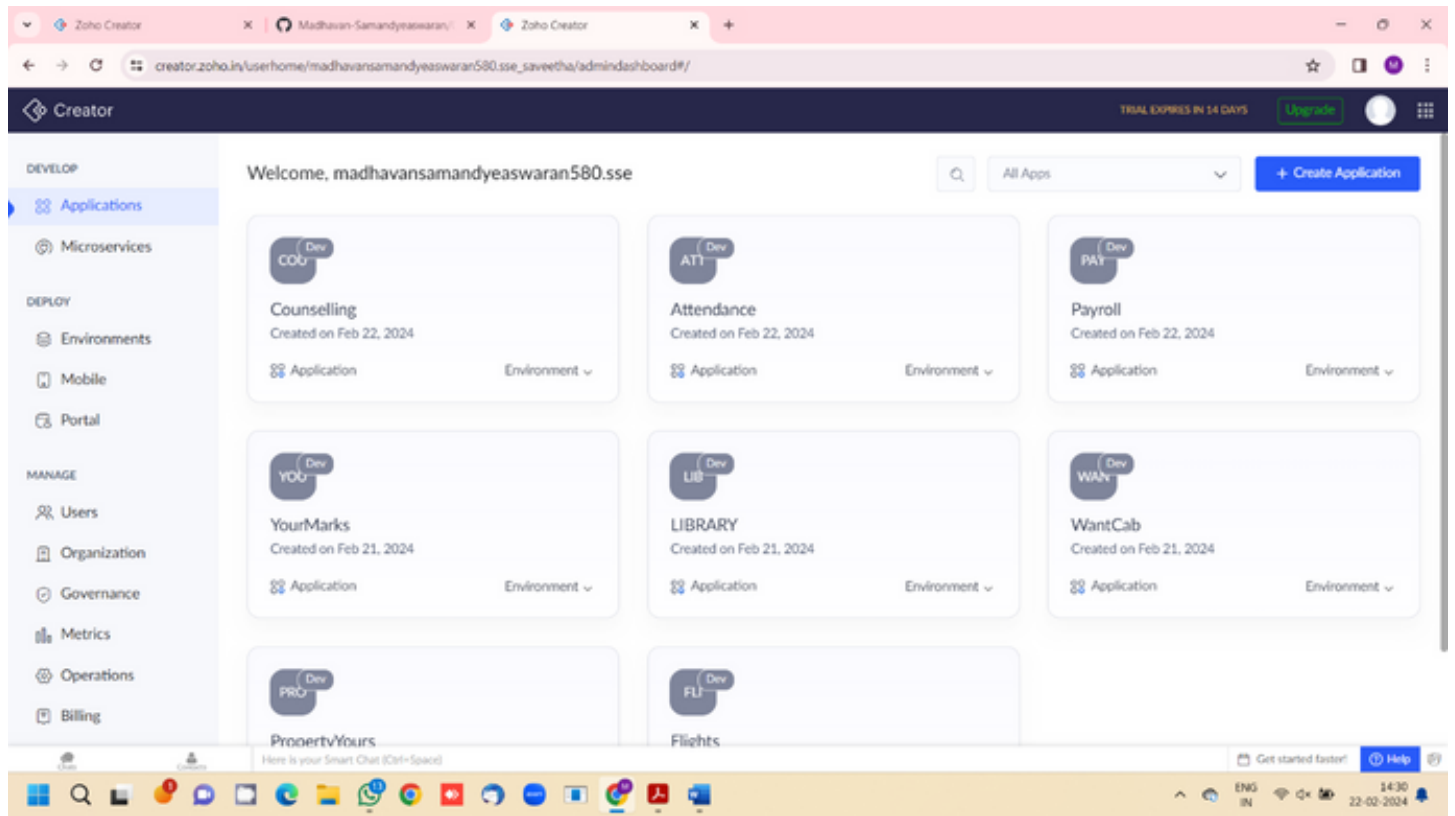 Zoho Creator
Madhavan-Samandyeaswaran/
Zoho Creator
creator.zoho.in/userhome/madhavansamandyeaswaran580.sse_saveetha/admindashboard#/
M
Creator
TRIAL EXPIRES IN 14 DAYS
Upgrade
DEVELOP
Applications
Microservices
DEPLOY
Environments
Mobile
Portal
MANAGE
Users
Organization
Governance
Metrics
Operations
Billing
Welcome, madhavansamandyeaswaran580.sse
All Apps
+ Create Application
COU Dev
Counselling
Created on Feb 22, 2024
Application Environment
ATT Dev
Attendance
Created on Feb 22, 2024
Application Environment
PAY Dev
Payroll
Created on Feb 22, 2024
Application Environment
YOU Dev
YourMarks
Created on Feb 21, 2024
Application Environment
LIB Dev
LIBRARY
Created on Feb 21, 2024
Application Environment
WAN Dev
WantCab
Created on Feb 21, 2024
Application Environment
PRO Dev
PropertyYours
FLI Dev
Flights
Chats
Contacts
Here is your Smart Chat (Ctrl+Space)
Get started faster!
Help
ENG
IN
14:30
22-02-2024